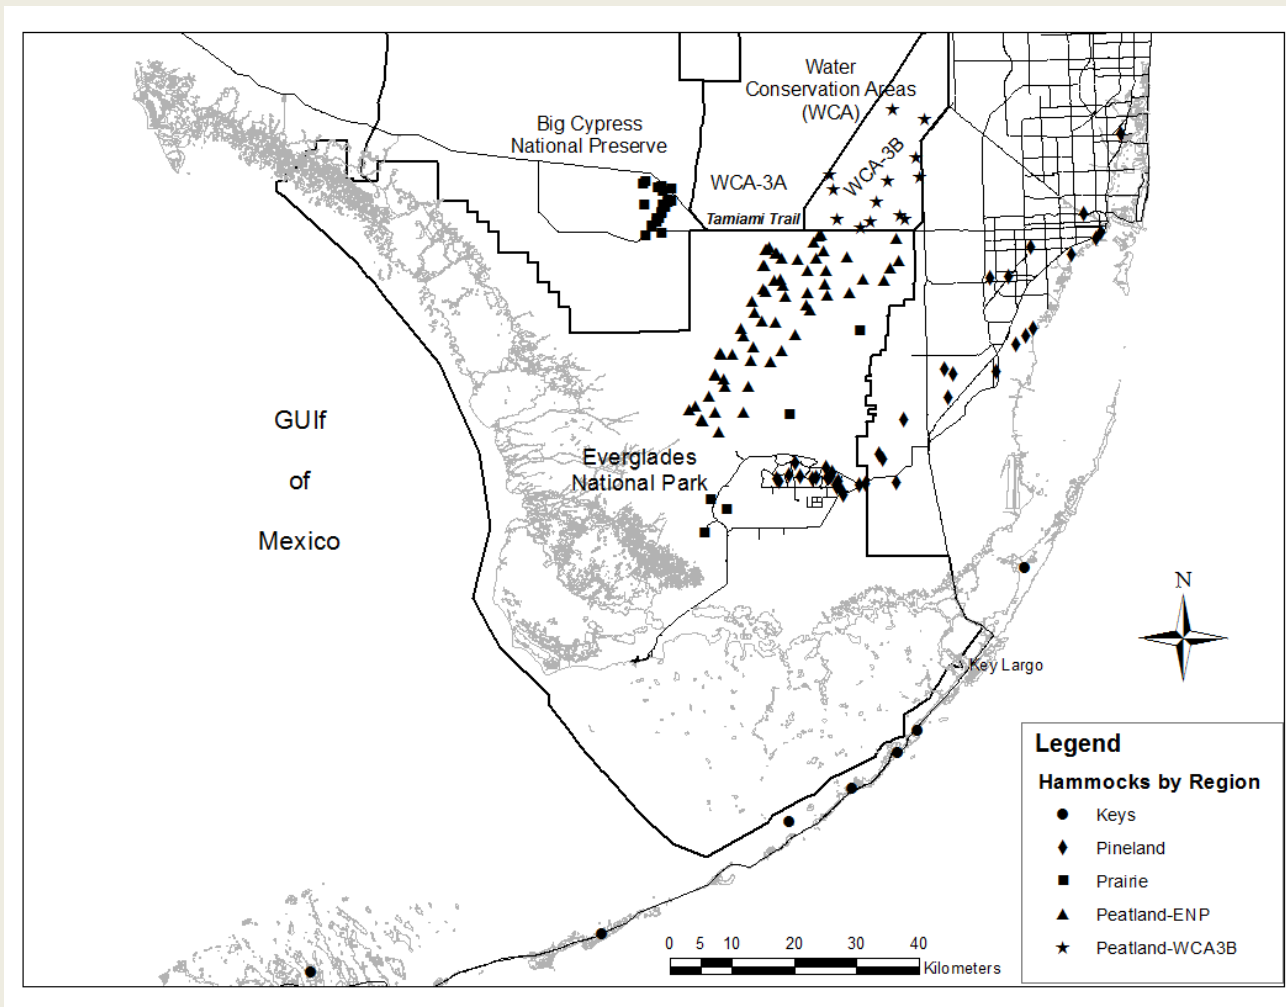 Water
Conservation Areas
(WCA)
Big Cypress
National Preserve
WCA-3B
WCA-3A
Tamiami Trail
GUlf
of
Mexico
Everglades
National Park
N
Key Largo
Legend
Hammocks by Region
Keys
Pineland
Prairie
Peatland-ENP
Peatland-WCA3B
0 5 10 20 30 40
Kilometers